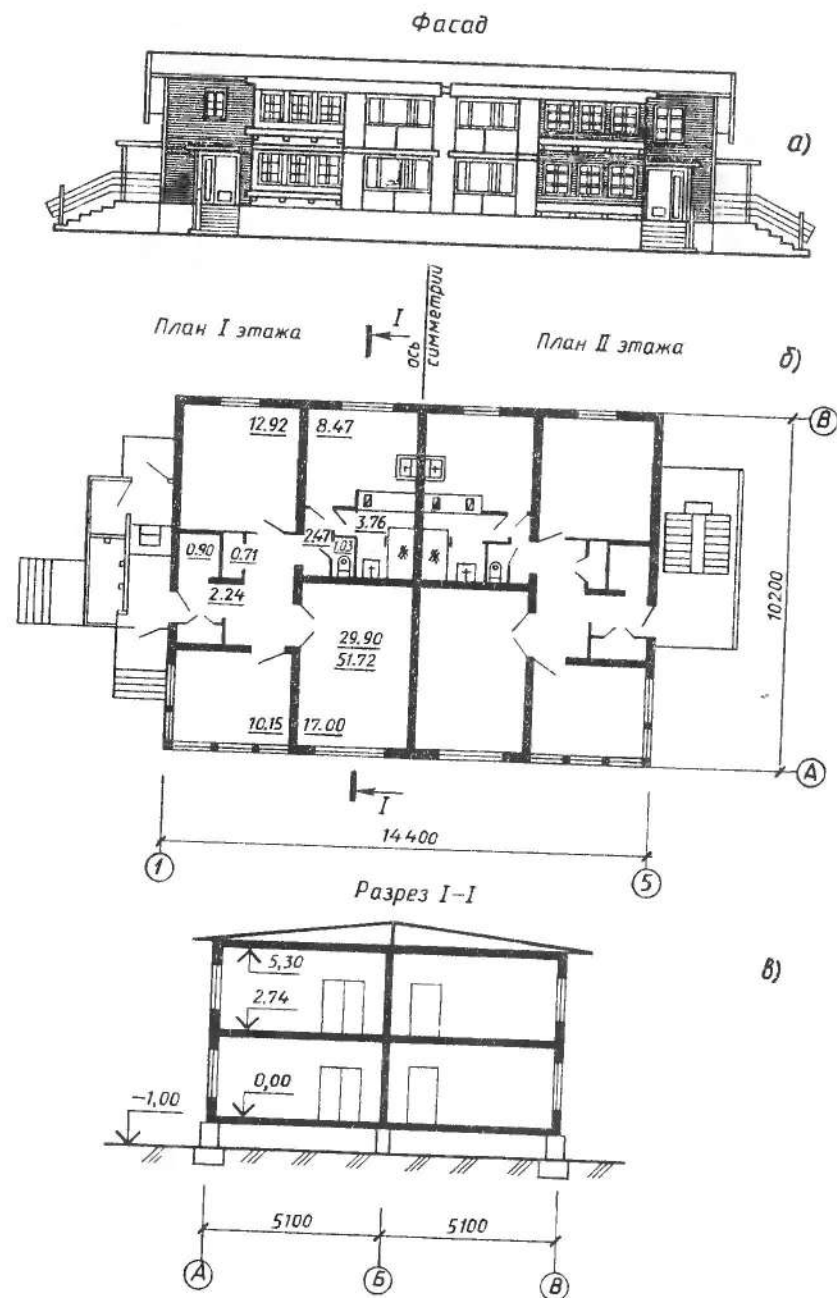 Фасад
а)
План I этажа
I
ось
симметрии
План II этажа
б)
12.92
8.47
В
2.47
3.76
1.03
0.90
0.71
2.24
10200
29.90
51.72
10.15
17.00
А
I
14400
1
5
Разрез I-I
в)
5,30
2.74
0,00
-1,00
5100
5100
А
Б
В